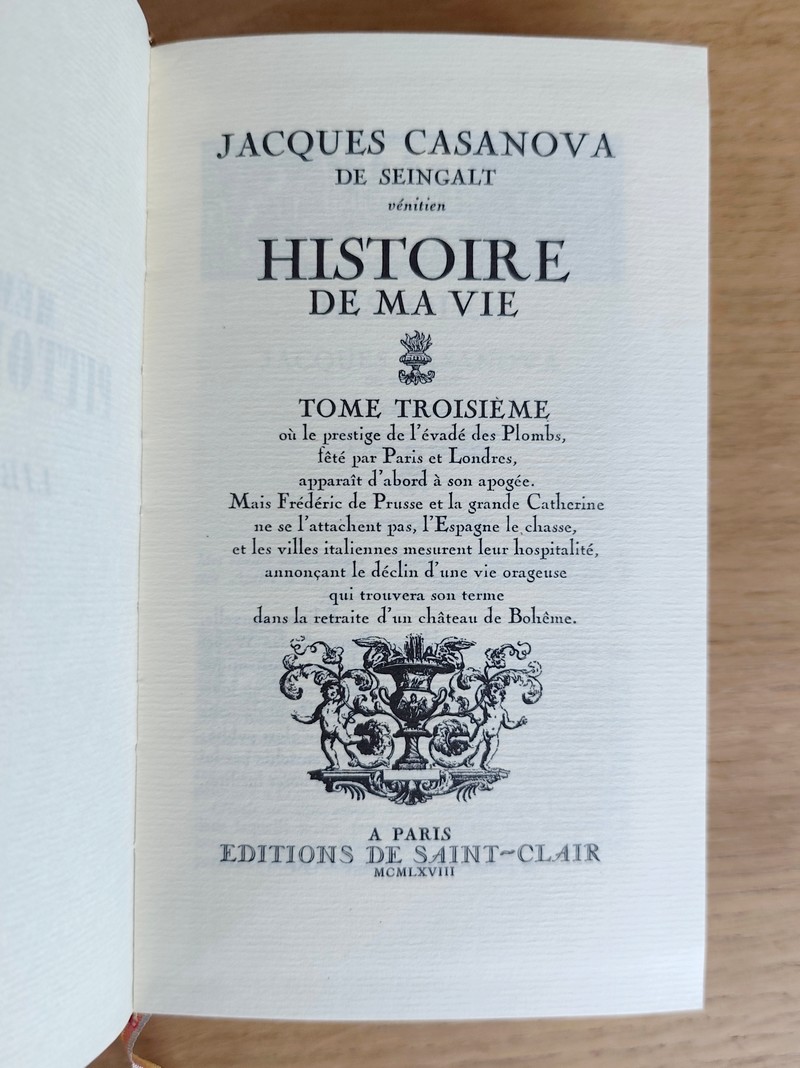 JACQUES CASANOVA
DE SEINGALT
vénitien
HISTOIRE
DE MA VIE
TOME TROISIÈME
où le prestige de l'évadé des Plombs,
fêté par Paris et Londres,
apparaît d'abord à son apogée.
Mais Frédéric de Prusse et la grande Catherine
ne se l'attachent pas, l'Espagne le chasse,
et les villes italiennes mesurent leur hospitalité,
annonçant le déclin d'une vie orageuse
qui trouvera son terme
dans la retraite d'un château de Bohême.
A PARIS
EDITIONS DE SAINT-CLAIR
MCMLXVIII